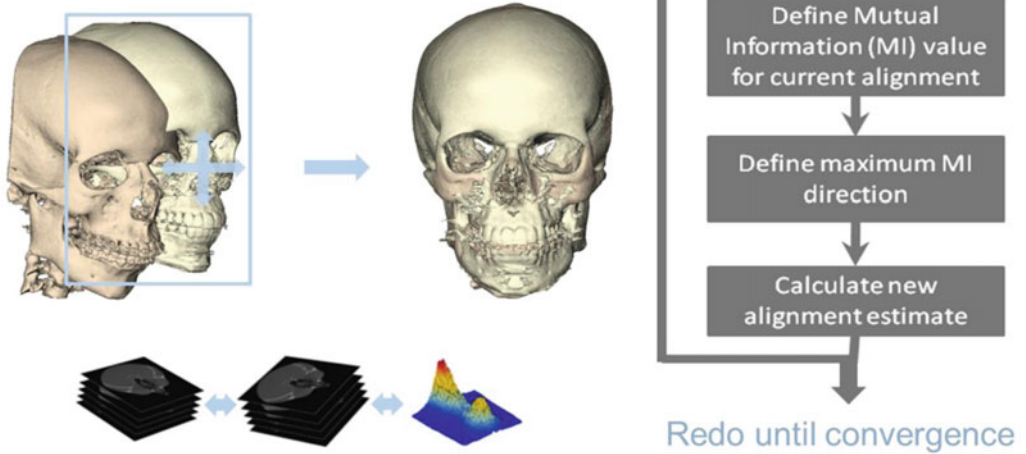 Define Mutual
Information (MI) value
for current alignment
Define maximum MI
direction
Calculate new
alignment estimate
Redo until convergence